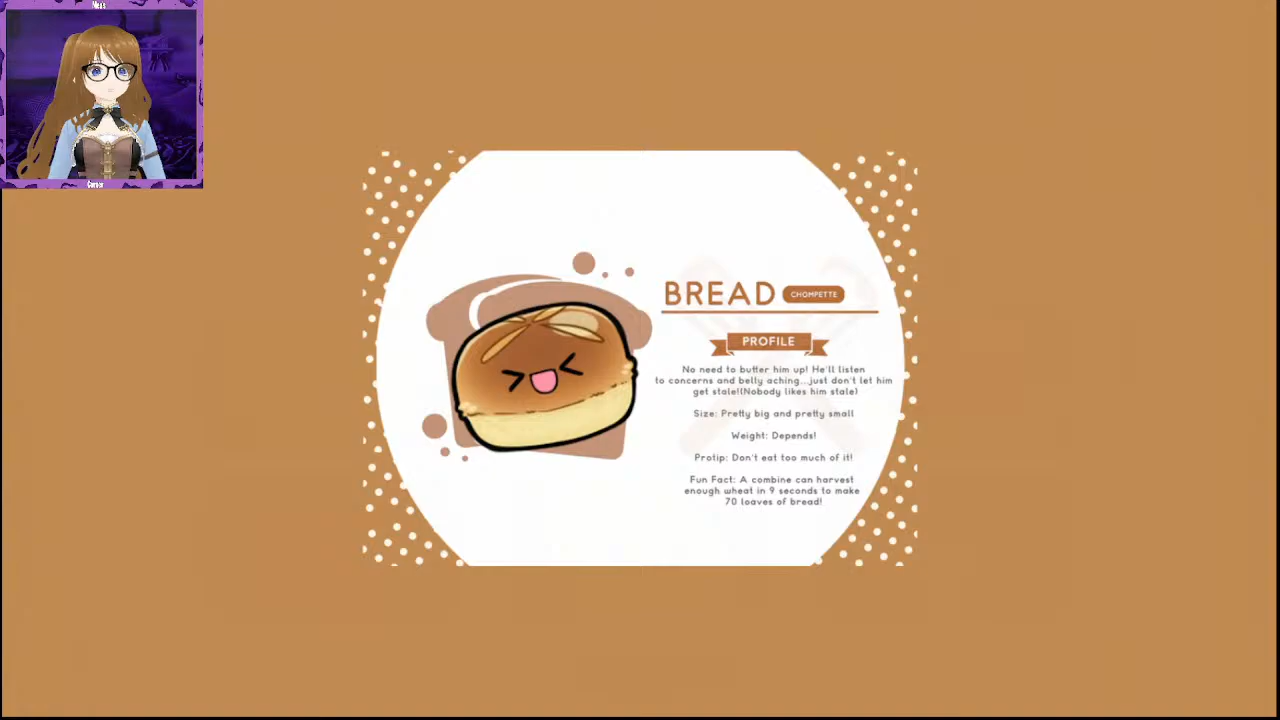 Corner
BREAD CHOMPETTE
PROFILE
No need to butter him up! He'll listen
to concerns and belly aching...just don't let him
get stale!(Nobody likes him stale)
Size: Pretty big and pretty small
Weight: Depends!
Protip: Don't eat too much of it!
Fun Fact: A combine can harvest
enough wheat in 9 seconds to make
70 loaves of bread!